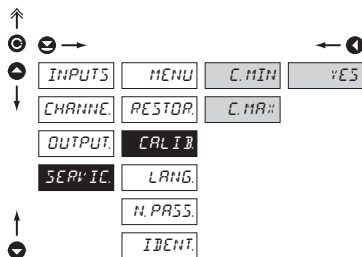 INPUTS MENU C. MIN YES
CHANNE. RESTOR. C. MAX
OUTPUT. CALIB.
SERVIC. LANG.
N. PASS.
IDENT.